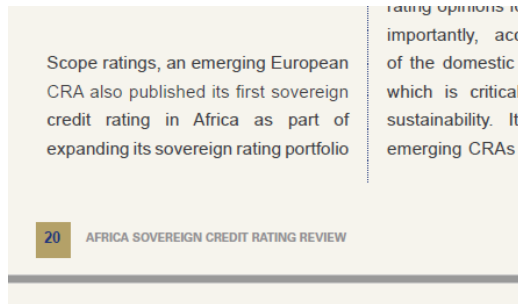 Scope ratings, an emerging European
CRA also published its first sovereign
credit rating in Africa as part of
expanding its sovereign rating portfolio
rating opinions
importantly,
of the domestic
which is
sustainability.
emerging CRAs
20 AFRICA SOVEREIGN CREDIT RATING REVIEW